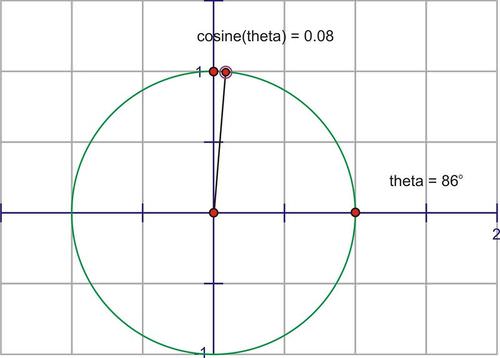 cosine(theta) = 0.08
1
theta = 86°
2
-1